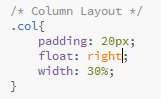 /* Column Layout */
.col{
    padding: 20px;
    float: right;
    width: 30%;
}